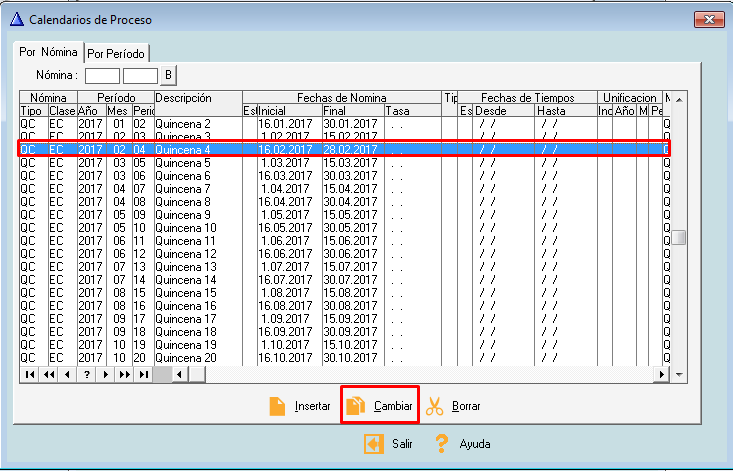 Calendarios de Proceso
Por Nómina Por Período
Nómina : B
Nómina Período Descripción Fechas de Nomina Tip Fechas de Tiempos Unificacion N
Tipo Clase Año Mes Perio Est Inicial Final Tasa Es Desde Hasta Inc Año M Pe
QC EC 2017 01 02 Quincena 2 16.01.2017 30.01.2017 . . / / / / Q
QC EC 2017 02 03 Quincena 3 1.02.2017 15.02.2017 . . / / / / Q
QC EC 2017 02 04 Quincena 4 16.02.2017 28.02.2017 . . / / / / Q
QC EC 2017 03 05 Quincena 5 1.03.2017 15.03.2017 . . / / / / Q
QC EC 2017 03 06 Quincena 6 16.03.2017 30.03.2017 . . / / / / Q
QC EC 2017 04 07 Quincena 7 1.04.2017 15.04.2017 . . / / / / Q
QC EC 2017 04 08 Quincena 8 16.04.2017 30.04.2017 . . / / / / Q
QC EC 2017 05 09 Quincena 9 1.05.2017 15.05.2017 . . / / / / Q
QC EC 2017 05 10 Quincena 10 16.05.2017 30.05.2017 . . / / / / Q
QC EC 2017 06 11 Quincena 11 1.06.2017 15.06.2017 . . / / / / Q
QC EC 2017 06 12 Quincena 12 16.06.2017 30.06.2017 . . / / / / Q
QC EC 2017 07 13 Quincena 13 1.07.2017 15.07.2017 . . / / / / Q
QC EC 2017 07 14 Quincena 14 16.07.2017 30.07.2017 . . / / / / Q
QC EC 2017 08 15 Quincena 15 1.08.2017 15.08.2017 . . / / / / Q
QC EC 2017 08 16 Quincena 16 16.08.2017 30.08.2017 . . / / / / Q
QC EC 2017 09 17 Quincena 17 1.09.2017 15.09.2017 . . / / / / Q
QC EC 2017 09 18 Quincena 18 16.09.2017 30.09.2017 . . / / / / Q
QC EC 2017 10 19 Quincena 19 1.10.2017 15.10.2017 . . / / / / Q
QC EC 2017 10 20 Quincena 20 16.10.2017 30.10.2017 . . / / / / Q
?
Insertar Cambiar Borrar
Salir ? Ayuda